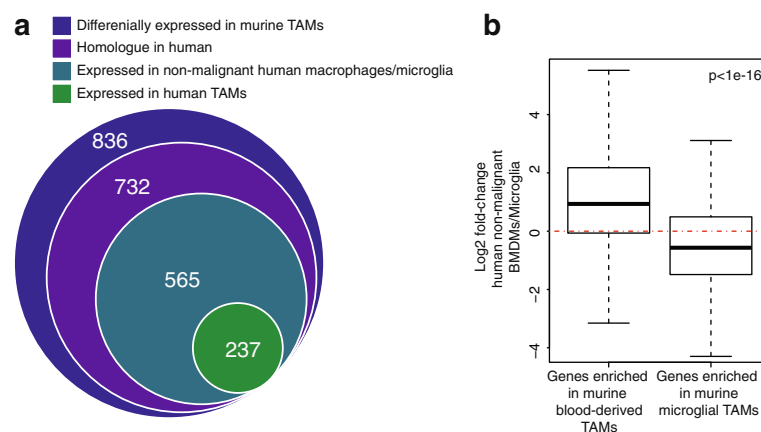 a
Differenially expressed in murine TAMs
Homologue in human
Expressed in non-malignant human macrophages/microglia
Expressed in human TAMs
836
732
565
237
b
p<1e-16
Log2 fold-change
human non-malignant
BMDMs/Microglia
4
2
0
−2
−4
Genes enriched
in murine
blood-derived
TAMs
Genes enriched
in murine
microglial TAMs